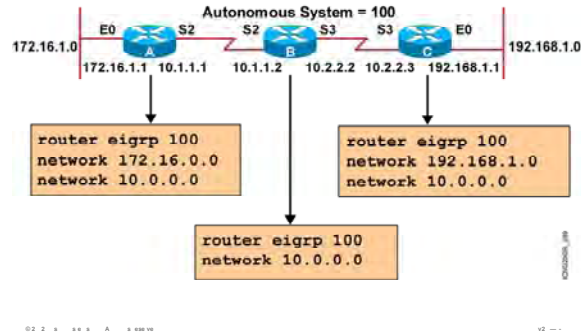 Autonomous System = 100
E0 S2 S2 S3 S3 E0
172.16.1.0 A B C 192.168.1.0
172.16.1.1 10.1.1.1 10.1.1.2 10.2.2.2 10.2.2.3 192.168.1.1
router eigrp 100
network 172.16.0.0
network 10.0.0.0
router eigrp 100
network 192.168.1.0
network 10.0.0.0
router eigrp 100
network 10.0.0.0